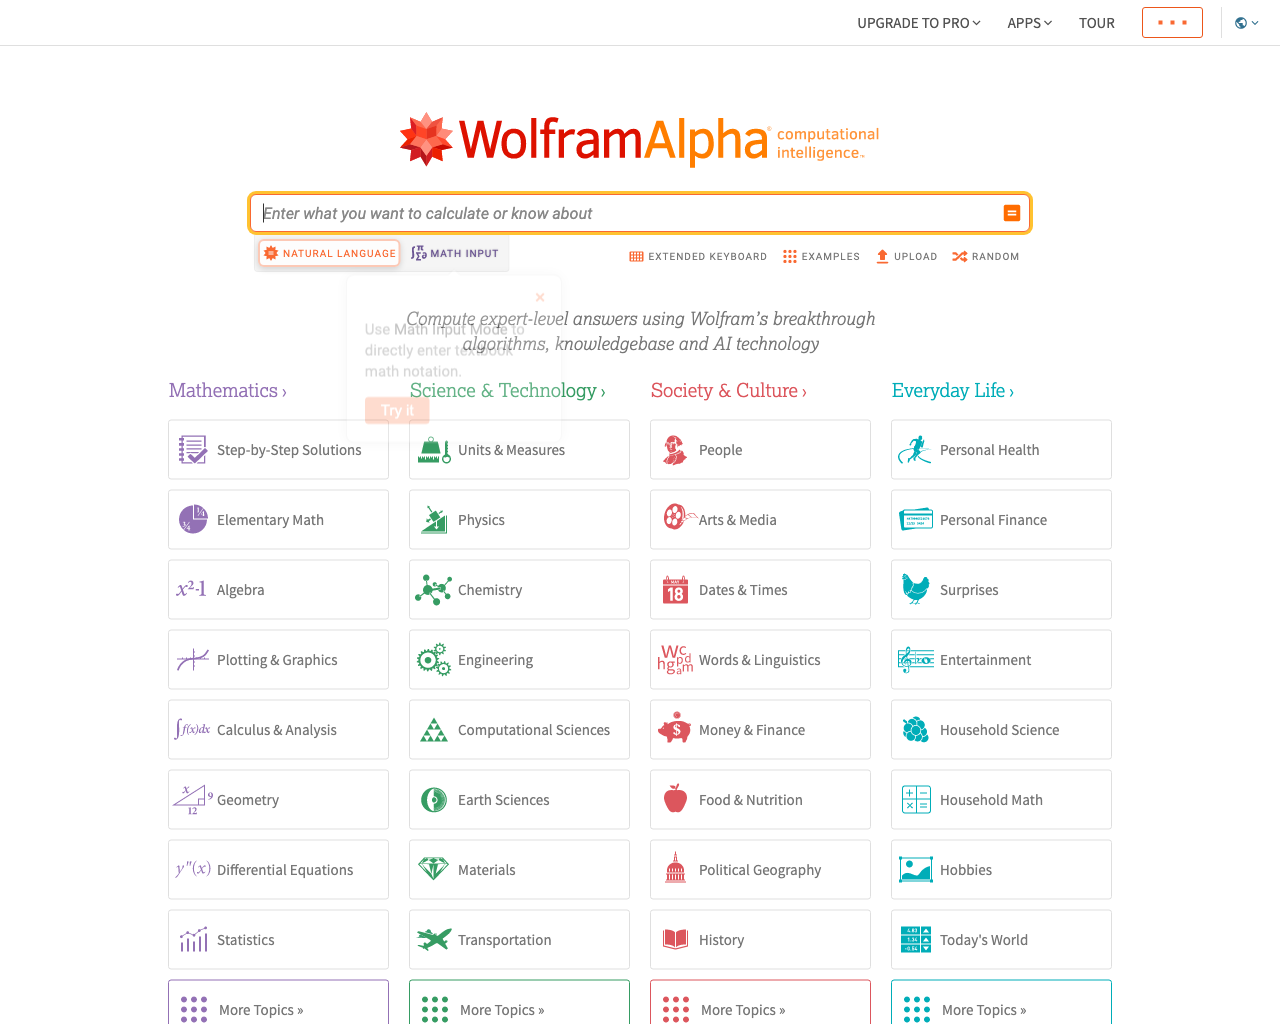 UPGRADE TO PRO
APPS
TOUR
WolframAlpha computational intelligence™
Enter what you want to calculate or know about
NATURAL LANGUAGE
MATH INPUT
EXTENDED KEYBOARD
EXAMPLES
UPLOAD
RANDOM
Compute expert-level answers using Wolfram's breakthrough
algorithms, knowledgebase and AI technology
Use Math Input Mode to
directly enter textbook
math notation.
Try it
Mathematics ›
Step-by-Step Solutions
Elementary Math
Algebra
Plotting & Graphics
Calculus & Analysis
Geometry
Differential Equations
Statistics
More Topics »
Science & Technology ›
Units & Measures
Physics
Chemistry
Engineering
Computational Sciences
Earth Sciences
Materials
Transportation
More Topics »
Society & Culture ›
People
Arts & Media
Dates & Times
Words & Linguistics
Money & Finance
Food & Nutrition
Political Geography
History
More Topics »
Everyday Life ›
Personal Health
Personal Finance
Surprises
Entertainment
Household Science
Household Math
Hobbies
Today's World
More Topics »